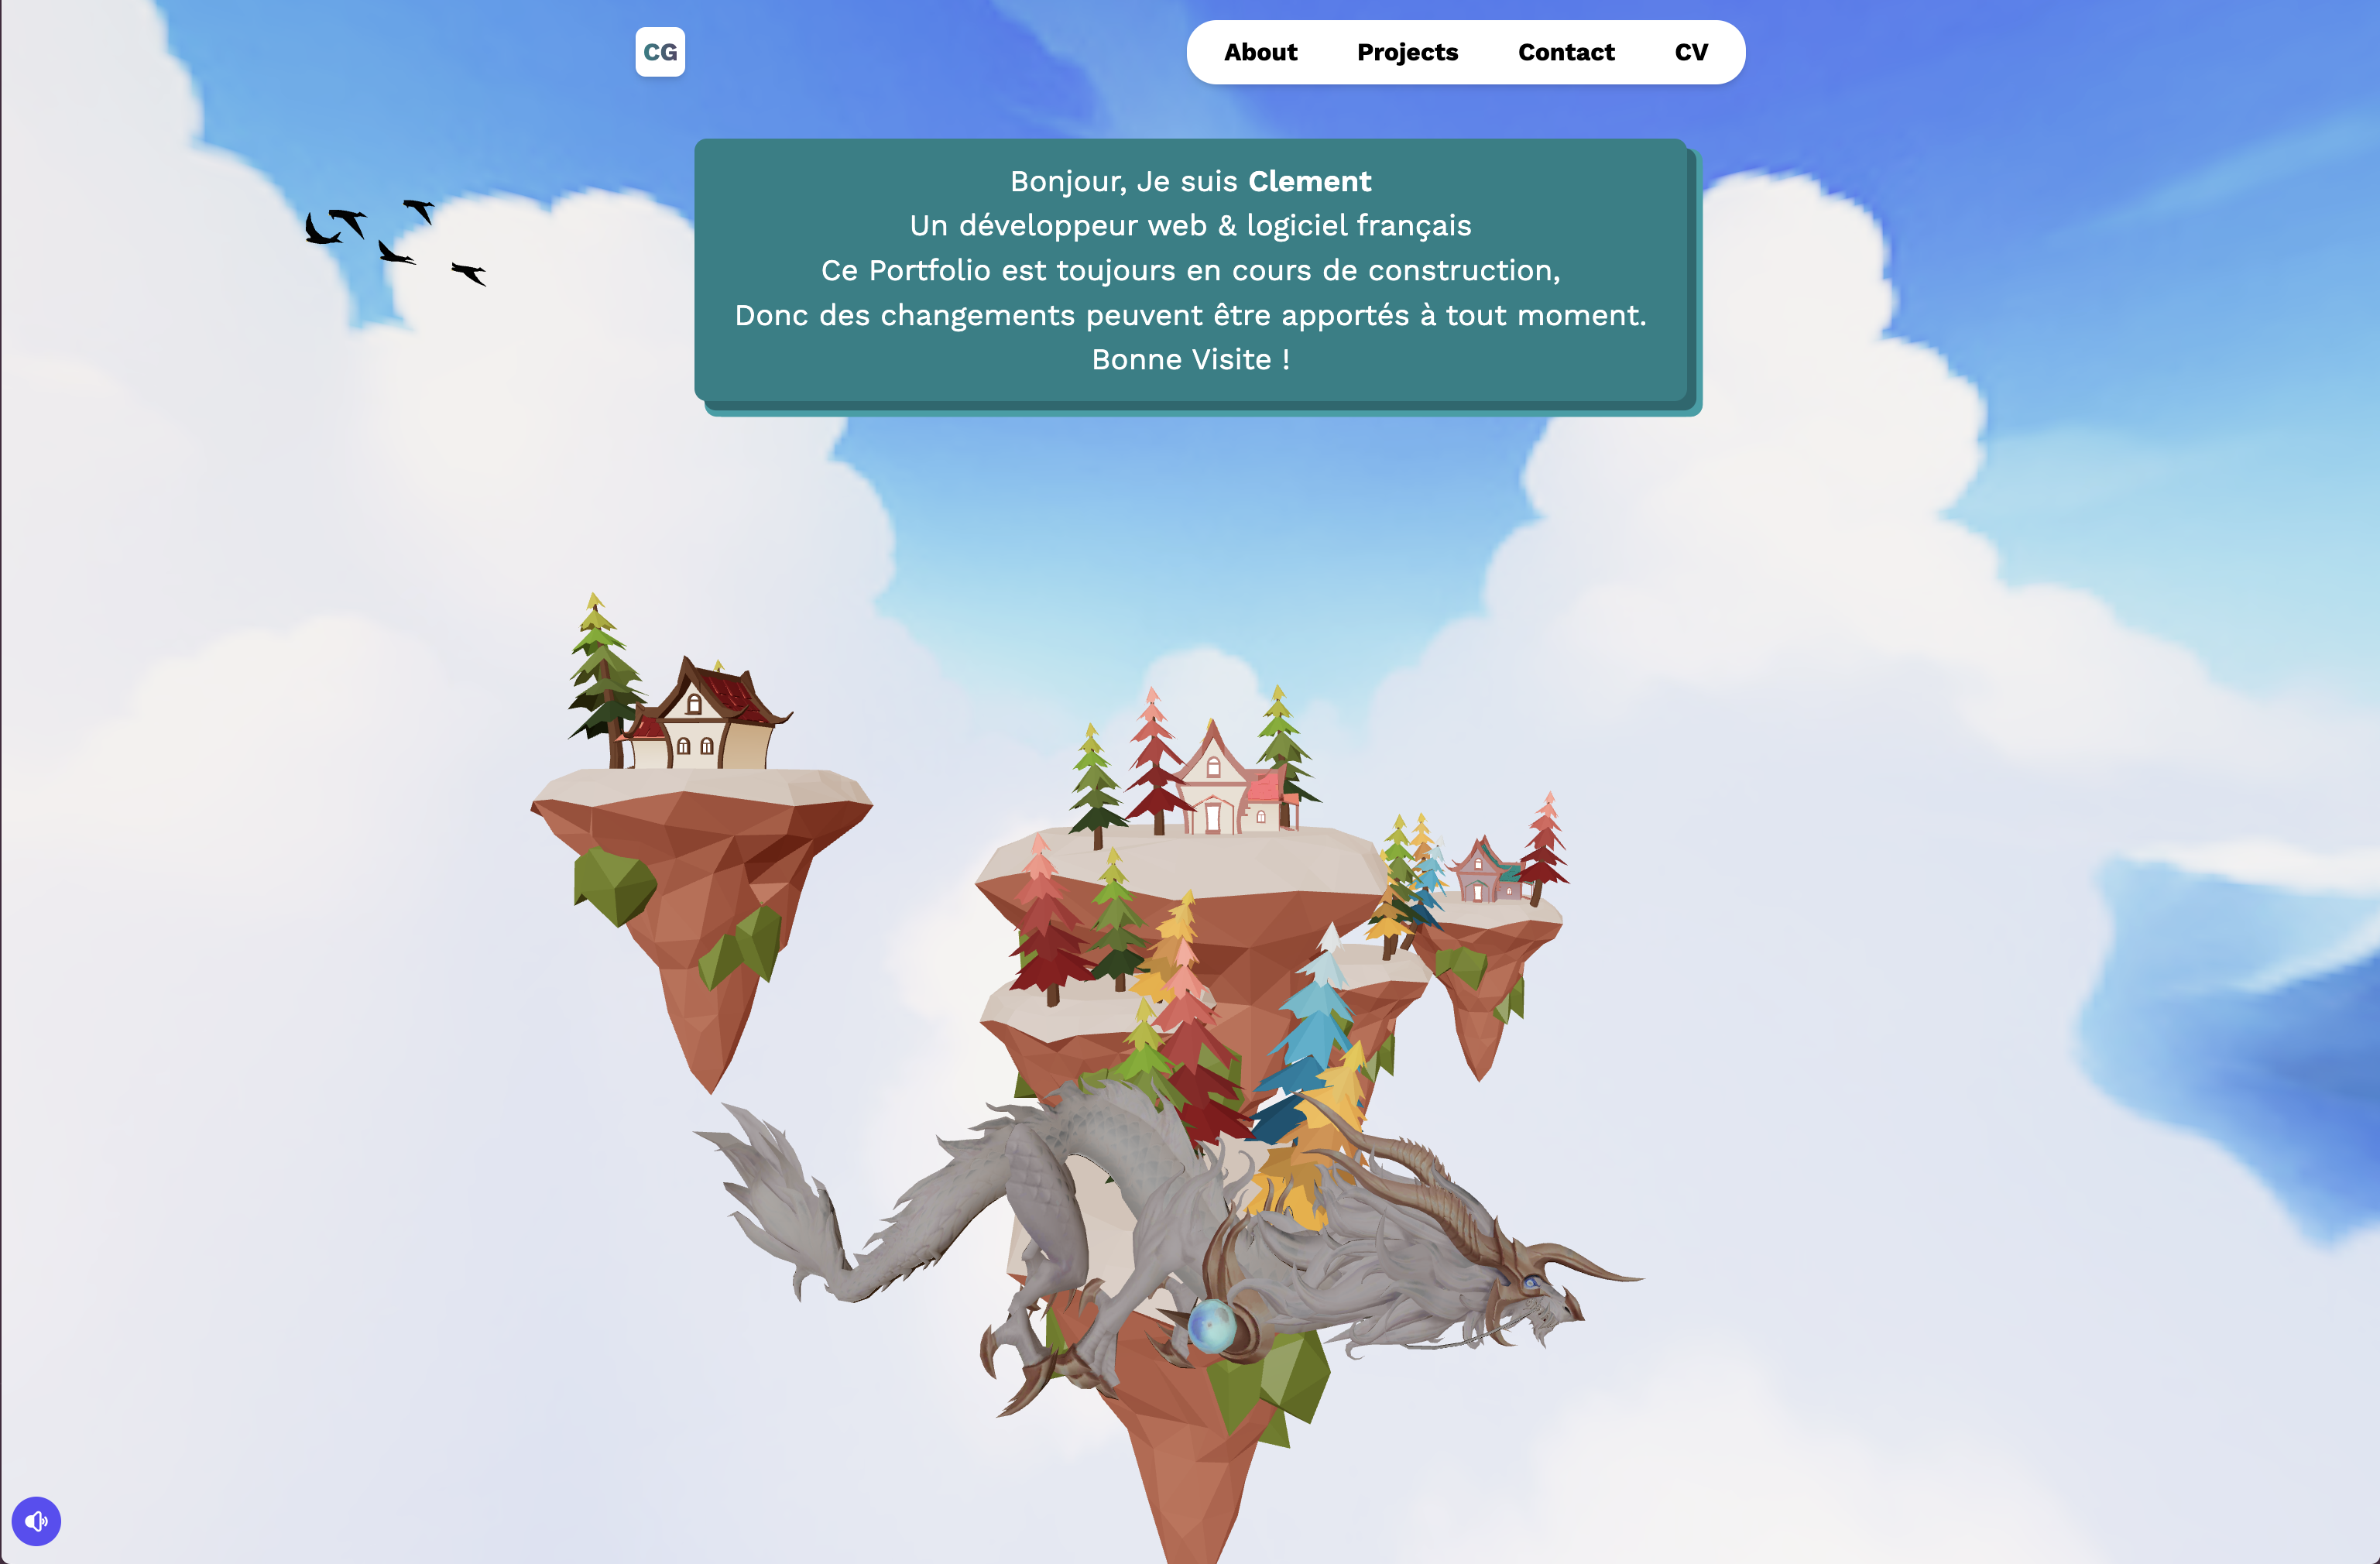 CG
About Projects Contact CV
Bonjour, Je suis Clement
Un développeur web & logiciel français
Ce Portfolio est toujours en cours de construction,
Donc des changements peuvent être apportés à tout moment.
Bonne Visite !